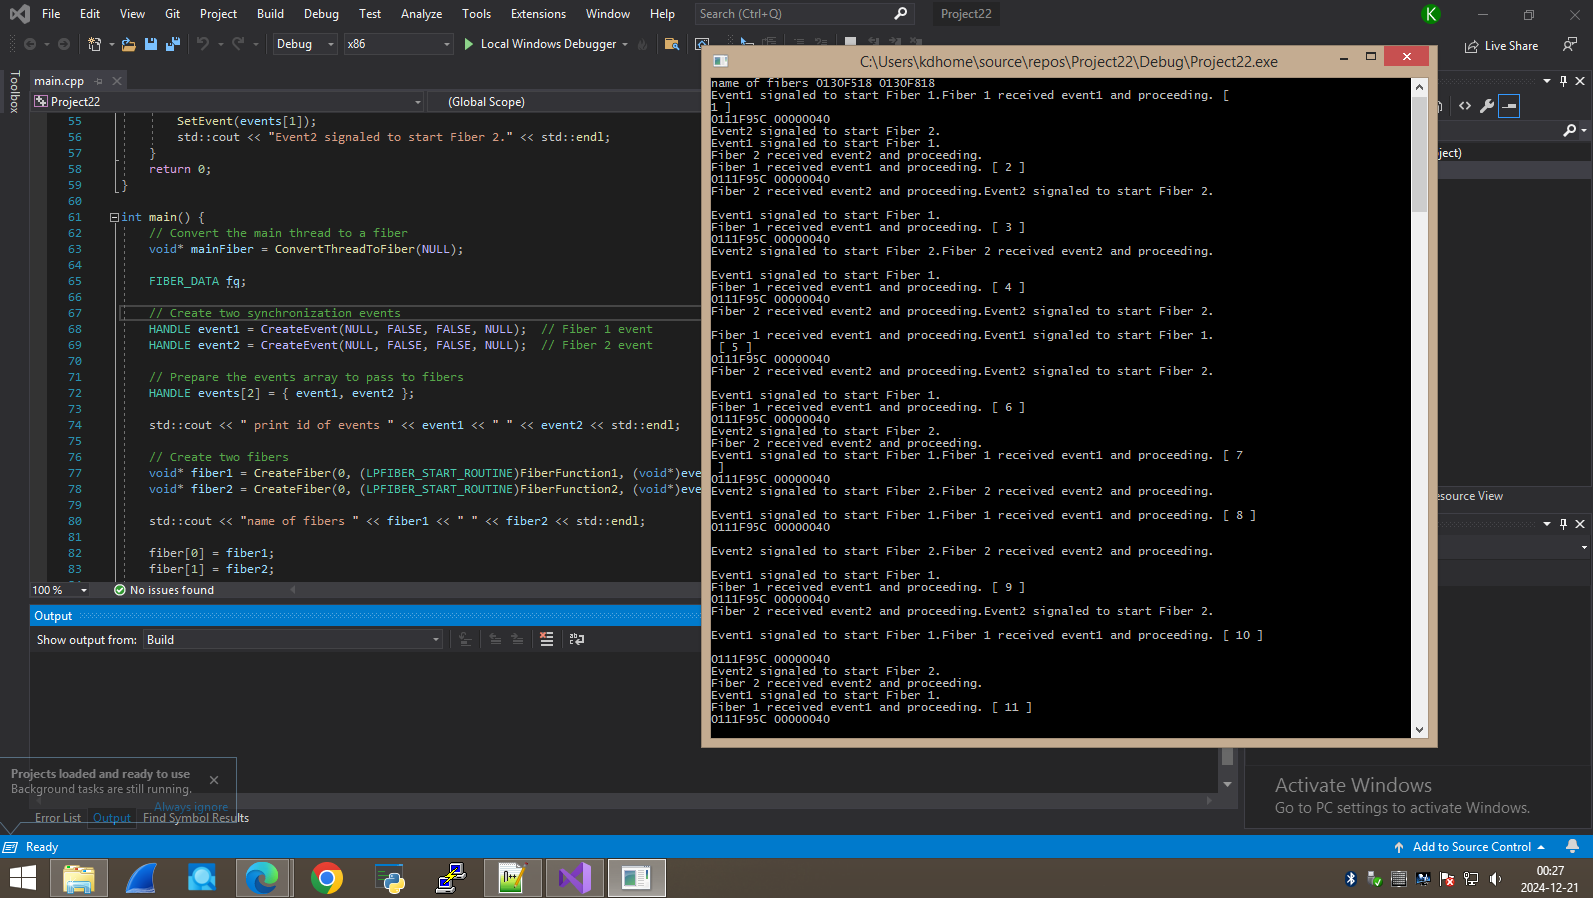 File Edit View Git Project Build Debug Test Analyze Tools Extensions Window Help Search (Ctrl+Q) Project22 K
Debug x86 Local Windows Debugger Live Share
Toolbox
main.cpp
Project22 (Global Scope)
55 SetEvent(events[1]);
56 std::cout << "Event2 signaled to start Fiber 2." << std::endl;
57 }
58 return 0;
59 }
60
61 int main() {
62 // Convert the main thread to a fiber
63 void* mainFiber = ConvertThreadToFiber(NULL);
64
65 FIBER_DATA fq;
66
67 // Create two synchronization events
68 HANDLE event1 = CreateEvent(NULL, FALSE, FALSE, NULL); // Fiber 1 event
69 HANDLE event2 = CreateEvent(NULL, FALSE, FALSE, NULL); // Fiber 2 event
70
71 // Prepare the events array to pass to fibers
72 HANDLE events[2] = { event1, event2 };
73
74 std::cout << " print id of events " << event1 << " " << event2 << std::endl;
75
76 // Create two fibers
77 void* fiber1 = CreateFiber(0, (LPFIBER_START_ROUTINE)FiberFunction1, (void*)eve
78 void* fiber2 = CreateFiber(0, (LPFIBER_START_ROUTINE)FiberFunction2, (void*)eve
79
80 std::cout << "name of fibers " << fiber1 << " " << fiber2 << std::endl;
81
82 fiber[0] = fiber1;
83 fiber[1] = fiber2;
100 % No issues found
Output
Show output from: Build
C:\Users\kdhome\source\repos\Project22\Debug\Project22.exe
name of fibers 0130F518 0130F818
Event1 signaled to start Fiber 1.Fiber 1 received event1 and proceeding. [
1 ]
0111F95C 00000040
Event2 signaled to start Fiber 2.
Event1 signaled to start Fiber 1.
Fiber 2 received event2 and proceeding.
Fiber 1 received event1 and proceeding. [ 2 ]
0111F95C 00000040
Fiber 2 received event2 and proceeding.Event2 signaled to start Fiber 2.
Event1 signaled to start Fiber 1.
Fiber 1 received event1 and proceeding. [ 3 ]
0111F95C 00000040
Event2 signaled to start Fiber 2.Fiber 2 received event2 and proceeding.
Event1 signaled to start Fiber 1.
Fiber 1 received event1 and proceeding. [ 4 ]
0111F95C 00000040
Fiber 2 received event2 and proceeding.Event2 signaled to start Fiber 2.
Fiber 1 received event1 and proceeding.Event1 signaled to start Fiber 1.
[ 5 ]
0111F95C 00000040
Fiber 2 received event2 and proceeding.Event2 signaled to start Fiber 2.
Event1 signaled to start Fiber 1.
Fiber 1 received event1 and proceeding. [ 6 ]
0111F95C 00000040
Event2 signaled to start Fiber 2.
Fiber 2 received event2 and proceeding.
Event1 signaled to start Fiber 1.Fiber 1 received event1 and proceeding. [ 7
]
0111F95C 00000040
Event2 signaled to start Fiber 2.Fiber 2 received event2 and proceeding.
Event1 signaled to start Fiber 1.Fiber 1 received event1 and proceeding. [ 8 ]
0111F95C 00000040
Event2 signaled to start Fiber 2.Fiber 2 received event2 and proceeding.
Event1 signaled to start Fiber 1.
Fiber 1 received event1 and proceeding. [ 9 ]
0111F95C 00000040
Fiber 2 received event2 and proceeding.Event2 signaled to start Fiber 2.
Event1 signaled to start Fiber 1.Fiber 1 received event1 and proceeding. [ 10 ]
0111F95C 00000040
Event2 signaled to start Fiber 2.
Fiber 2 received event2 and proceeding.
Event1 signaled to start Fiber 1.
Fiber 1 received event1 and proceeding. [ 11 ]
0111F95C 00000040
ject)
esource View
Projects loaded and ready to use
Background tasks are still running.
Always ignore
Error List Output Find Symbol Results
Activate Windows
Go to PC settings to activate Windows.
Ready Add to Source Control
00:27
2024-12-21